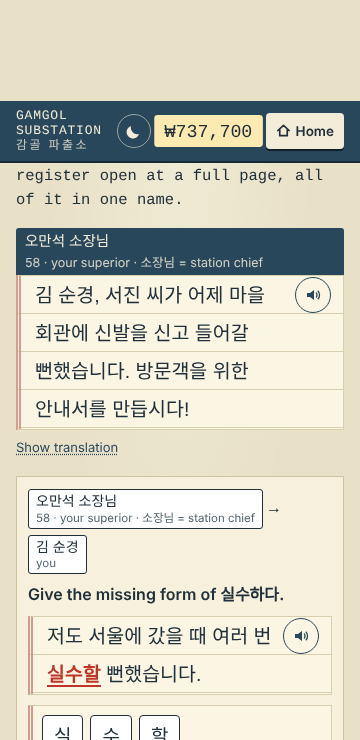 GAMGOL
SUBSTATION
감골 파출소
₩737,700
Home
register open at a full page, all
of it in one name.
오만석 소장님
58 · your superior · 소장님 = station chief
김 순경, 서진 씨가 어제 마을
회관에 신발을 신고 들어갈
뻔했습니다. 방문객을 위한
안내서를 만듭시다!
Show translation
오만석 소장님
58 · your superior · 소장님 = station chief
→
김 순경
you
Give the missing form of 실수하다.
저도 서울에 갔을 때 여러 번
실수할 뻔했습니다.
실 수 할